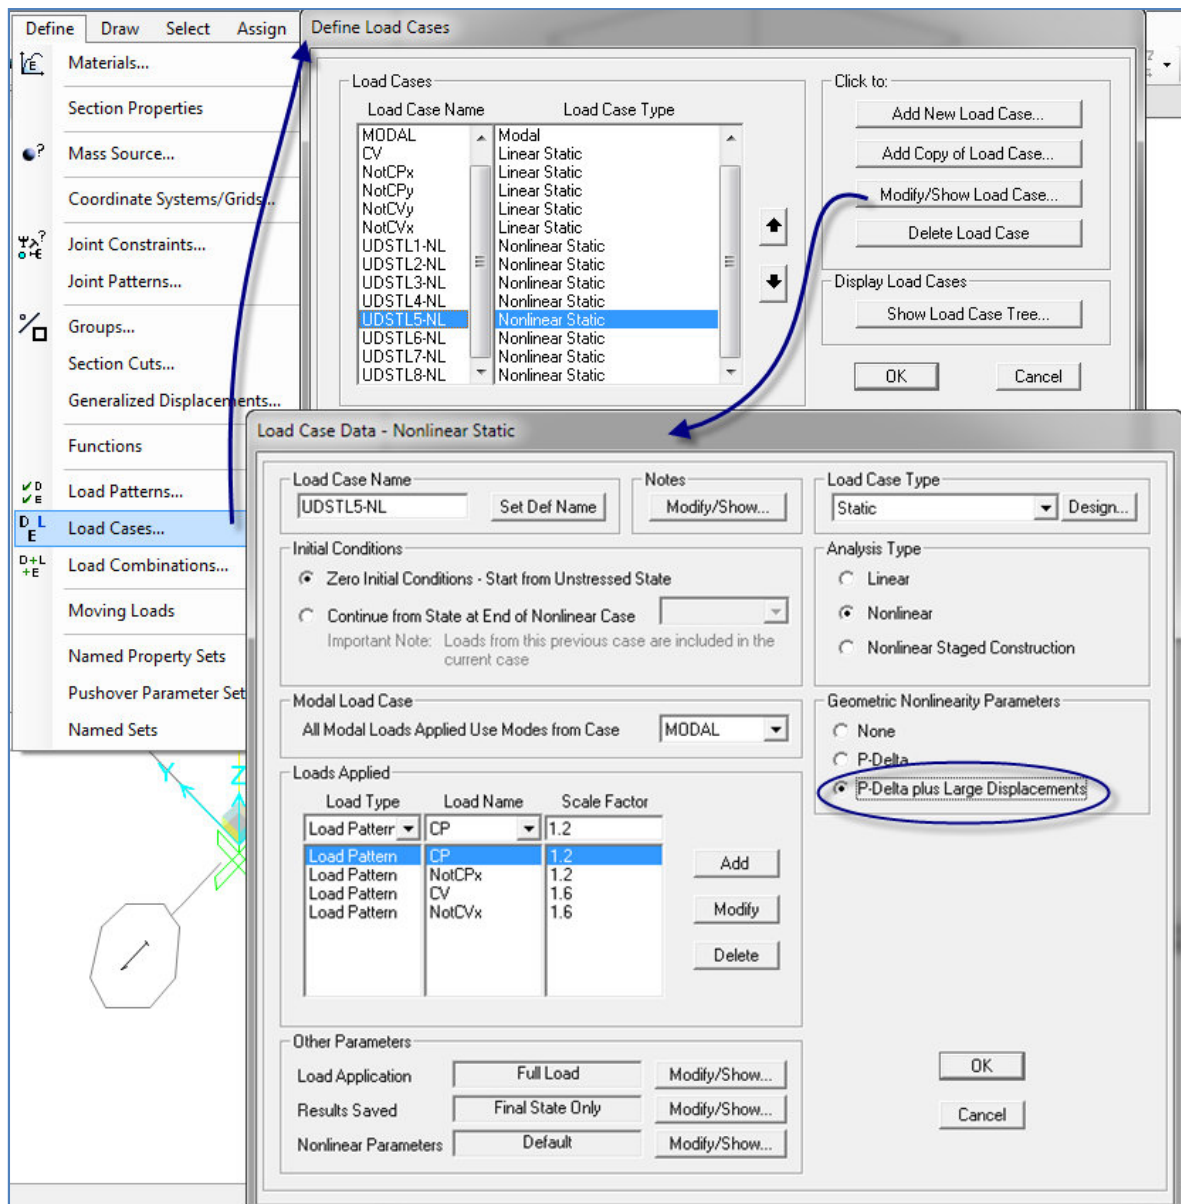 Define Draw Select Assign
Materials...
Section Properties
Mass Source...
Coordinate Systems/Grids...
Joint Constraints...
Joint Patterns...
Groups...
Section Cuts...
Generalized Displacements...
Functions
Load Patterns...
Load Cases...
Load Combinations...
Moving Loads
Named Property Sets
Pushover Parameter Set
Named Sets
Define Load Cases
Load Cases
Load Case Name Load Case Type
MODAL Modal
CV Linear Static
NotCPx Linear Static
NotCPy Linear Static
NotCVy Linear Static
NotCVx Linear Static
UDSTL1-NL Nonlinear Static
UDSTL2-NL Nonlinear Static
UDSTL3-NL Nonlinear Static
UDSTL4-NL Nonlinear Static
UDSTL5-NL Nonlinear Static
UDSTL6-NL Nonlinear Static
UDSTL7-NL Nonlinear Static
UDSTL8-NL Nonlinear Static
Click to:
Add New Load Case...
Add Copy of Load Case...
Modify/Show Load Case...
Delete Load Case
Display Load Cases
Show Load Case Tree...
OK Cancel
Load Case Data - Nonlinear Static
Load Case Name
UDSTL5-NL Set Def Name
Notes
Modify/Show...
Load Case Type
Static Design...
Initial Conditions
Zero Initial Conditions - Start from Unstressed State
Continue from State at End of Nonlinear Case
Important Note: Loads from this previous case are included in the
current case
Analysis Type
Linear
Nonlinear
Nonlinear Staged Construction
Modal Load Case
All Modal Loads Applied Use Modes from Case MODAL
Geometric Nonlinearity Parameters
None
P-Delta
P-Delta plus Large Displacements
Loads Applied
Load Type Load Name Scale Factor
Load Pattern CP 1.2
Load Pattern CP 1.2
Load Pattern NotCPx 1.2
Load Pattern CV 1.6
Load Pattern NotCVx 1.6
Add
Modify
Delete
Other Parameters
Load Application Full Load Modify/Show...
Results Saved Final State Only Modify/Show...
Nonlinear Parameters Default Modify/Show...
OK
Cancel
Y Z